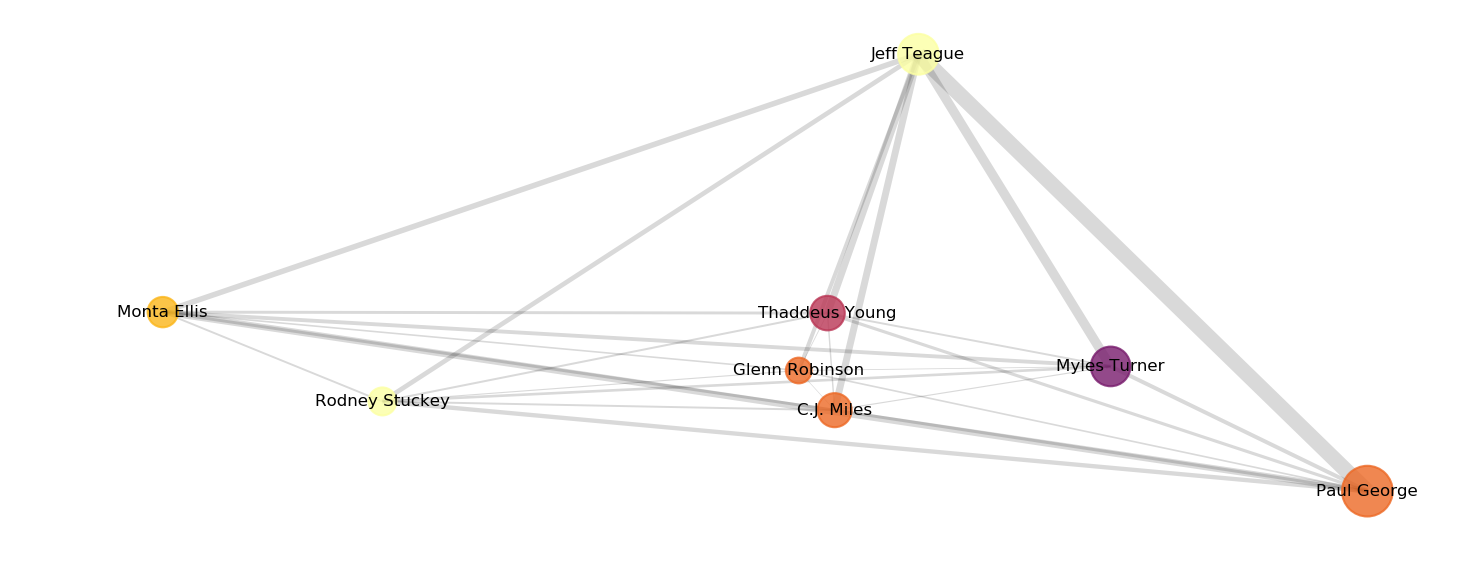 Jeff Teague
Monta Ellis
Thaddeus Young
Myles Turner
Glenn Robinson
Rodney Stuckey
C.J. Miles
Paul George